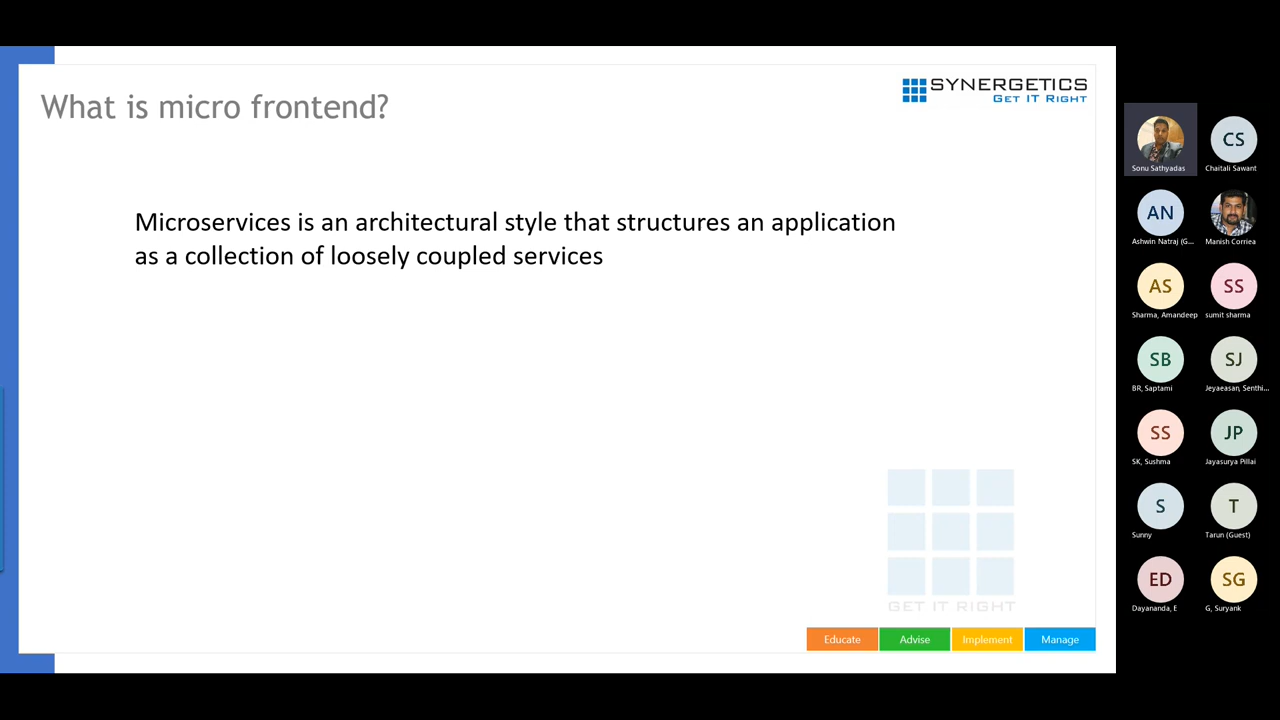 What is micro frontend?
SYNERGETICS
GET IT RIGHT
Microservices is an architectural style that structures an application
as a collection of loosely coupled services
GET IT RIGHT
Educate Advise Implement Manage
Sonu Sathyadas
CS
Chaitali Sawant
AN
Ashwin Natraj (G...
Manish Corriea
AS
Sharma, Amandeep
SS
sumit sharma
SB
BR, Saptami
SJ
Jeyaeasan, Senthi...
SS
SK, Sushma
JP
Jayasurya Pillai
S
Sunny
T
Tarun (Guest)
ED
Dayananda, E
SG
G, Suryank